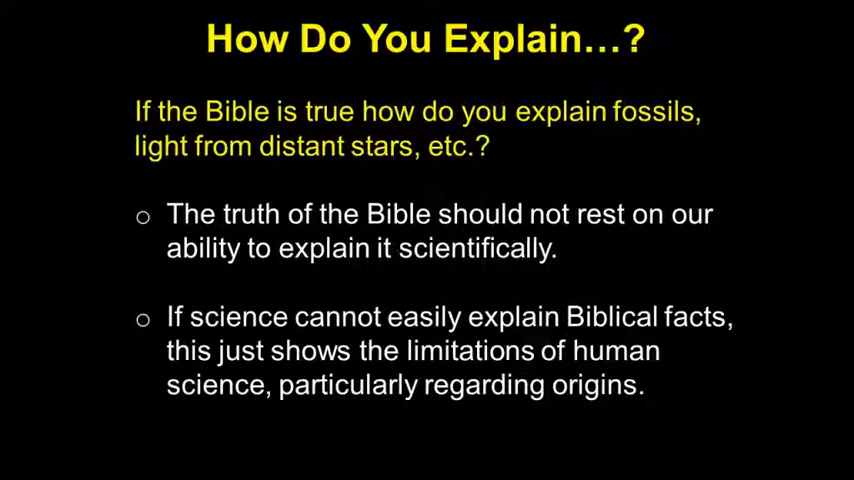 How Do You Explain…?
If the Bible is true how do you explain fossils,
light from distant stars, etc.?
o The truth of the Bible should not rest on our
ability to explain it scientifically.
o If science cannot easily explain Biblical facts,
this just shows the limitations of human
science, particularly regarding origins.